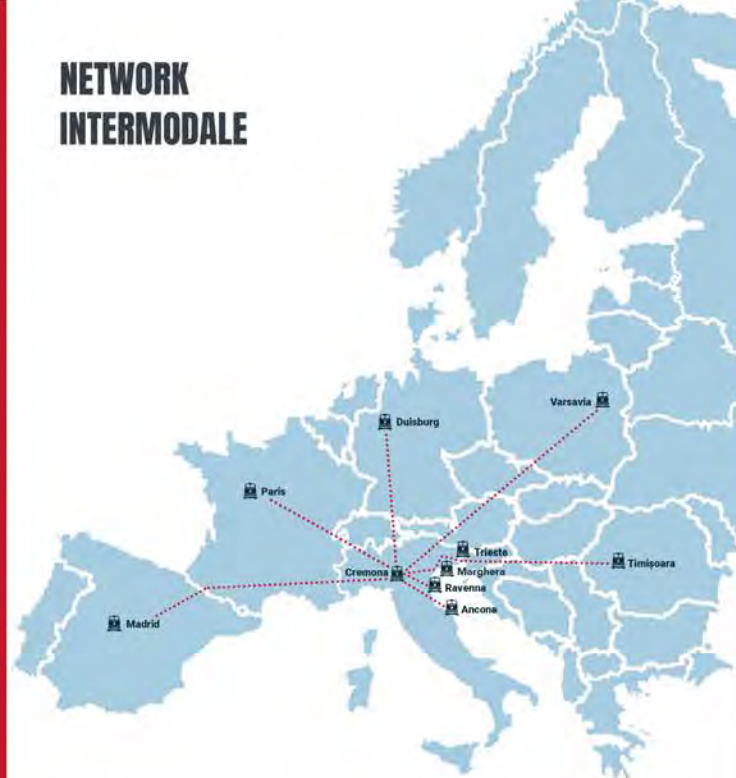 NETWORK
INTERMODALE
Varsavia
Duisburg
Paris
Trieste
Cremona
Marghera
Timișoara
Ravenna
Ancona
Madrid